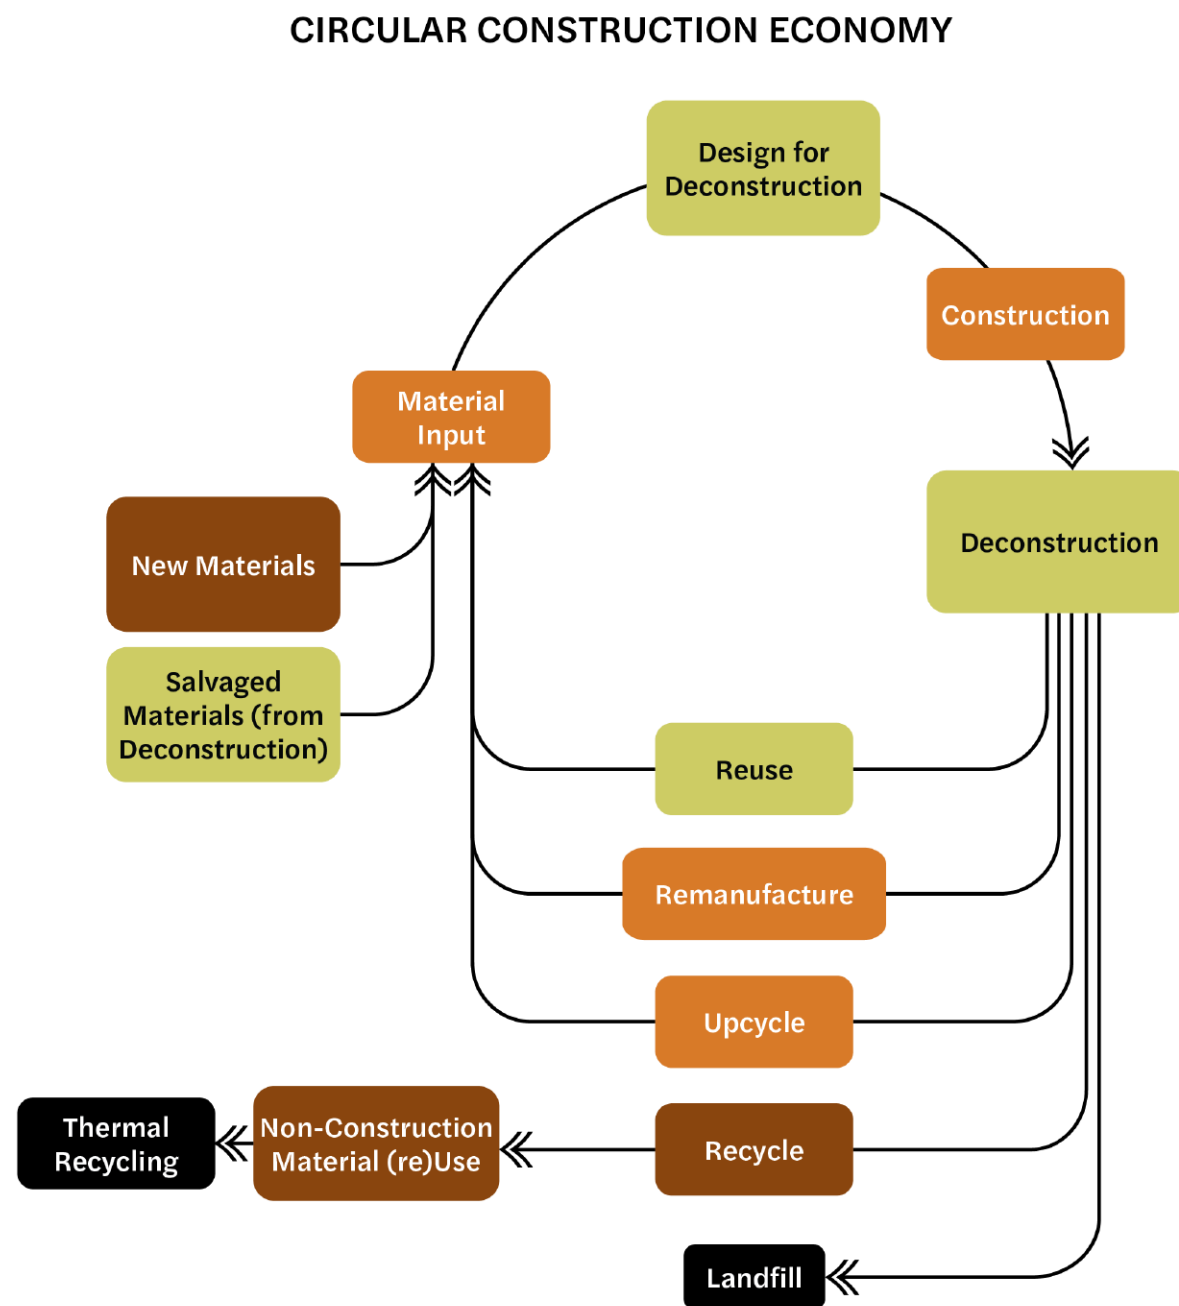 CIRCULAR CONSTRUCTION ECONOMY
Design for
Deconstruction
Construction
Material
Input
New Materials
Deconstruction
Salvaged
Materials (from
Deconstruction)
Reuse
Remanufacture
Upcycle
Thermal
Recycling
Non-Construction
Material (re)Use
Recycle
Landfill